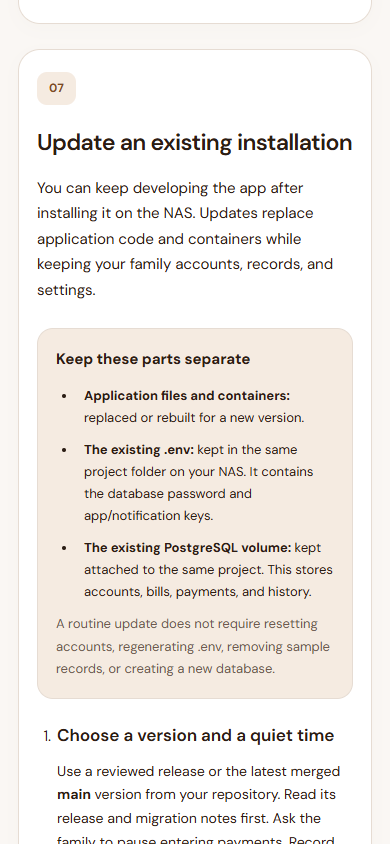 07
Update an existing installation
You can keep developing the app after
installing it on the NAS. Updates replace
application code and containers while
keeping your family accounts, records, and
settings.
Keep these parts separate
• Application files and containers:
replaced or rebuilt for a new version.
• The existing .env: kept in the same
project folder on your NAS. It contains
the database password and
app/notification keys.
• The existing PostgreSQL volume: kept
attached to the same project. This stores
accounts, bills, payments, and history.
A routine update does not require resetting
accounts, regenerating .env, removing sample
records, or creating a new database.
1. Choose a version and a quiet time
Use a reviewed release or the latest merged
main version from your repository. Read its
release and migration notes first. Ask the
family to pause entering payments. Record